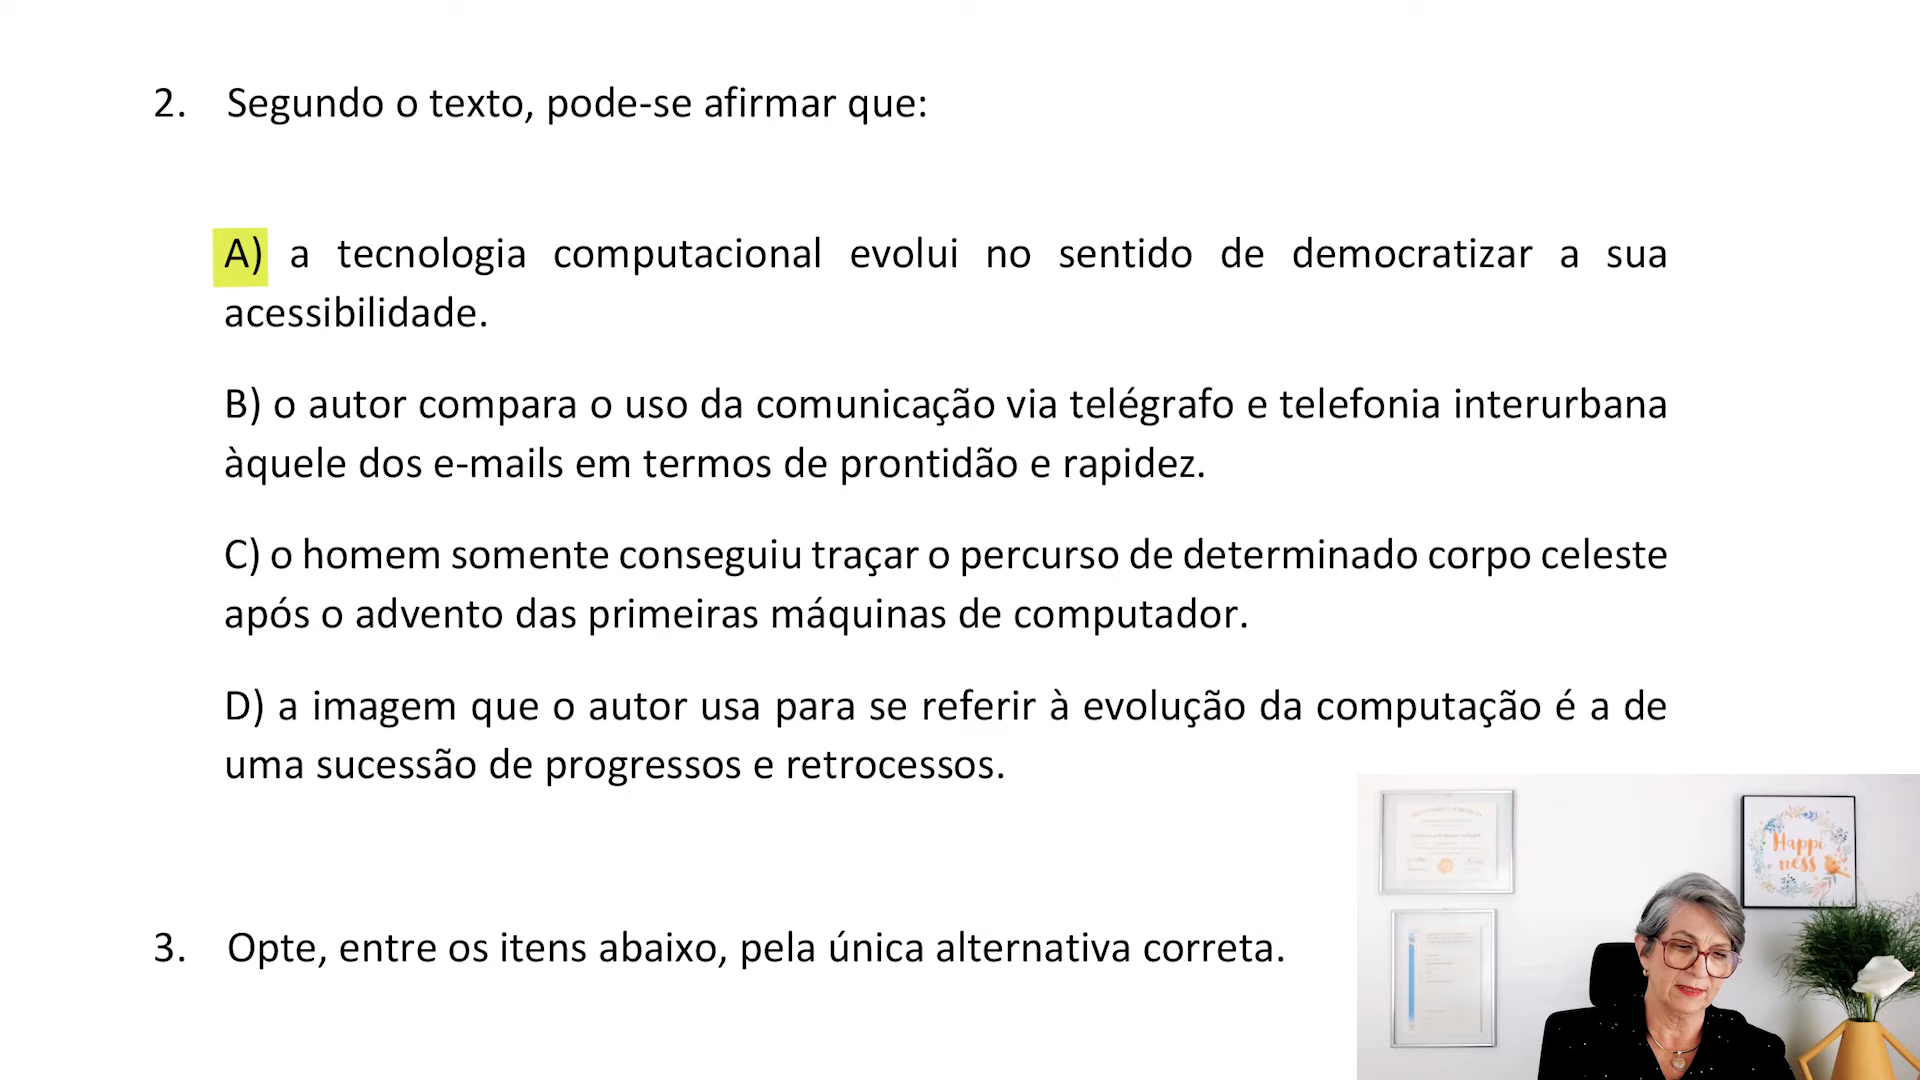 2. Segundo o texto, pode-se afirmar que:
A) a tecnologia computacional evolui no sentido de democratizar a sua
acessibilidade.
B) o autor compara o uso da comunicação via telégrafo e telefonia interurbana
àquele dos e-mails em termos de prontidão e rapidez.
C) o homem somente conseguiu traçar o percurso de determinado corpo celeste
após o advento das primeiras máquinas de computador.
D) a imagem que o autor usa para se referir à evolução da computação é a de
uma sucessão de progressos e retrocessos.
3. Opte, entre os itens abaixo, pela única alternativa correta.
Happi
ness